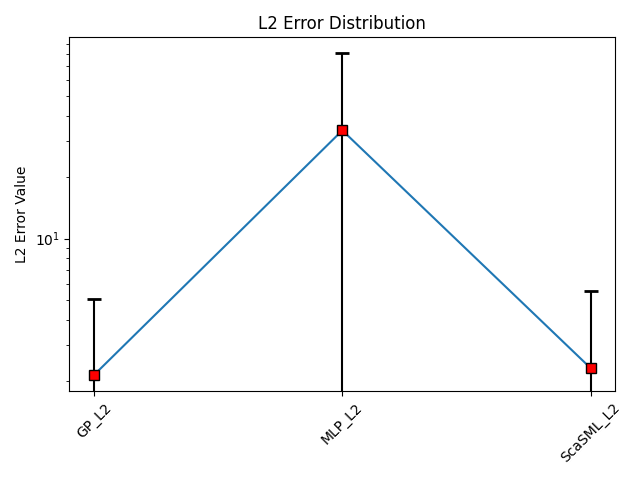 L2 Error Distribution
L2 Error Value
10¹
GP_L2
MLP_L2
ScaSML_L2